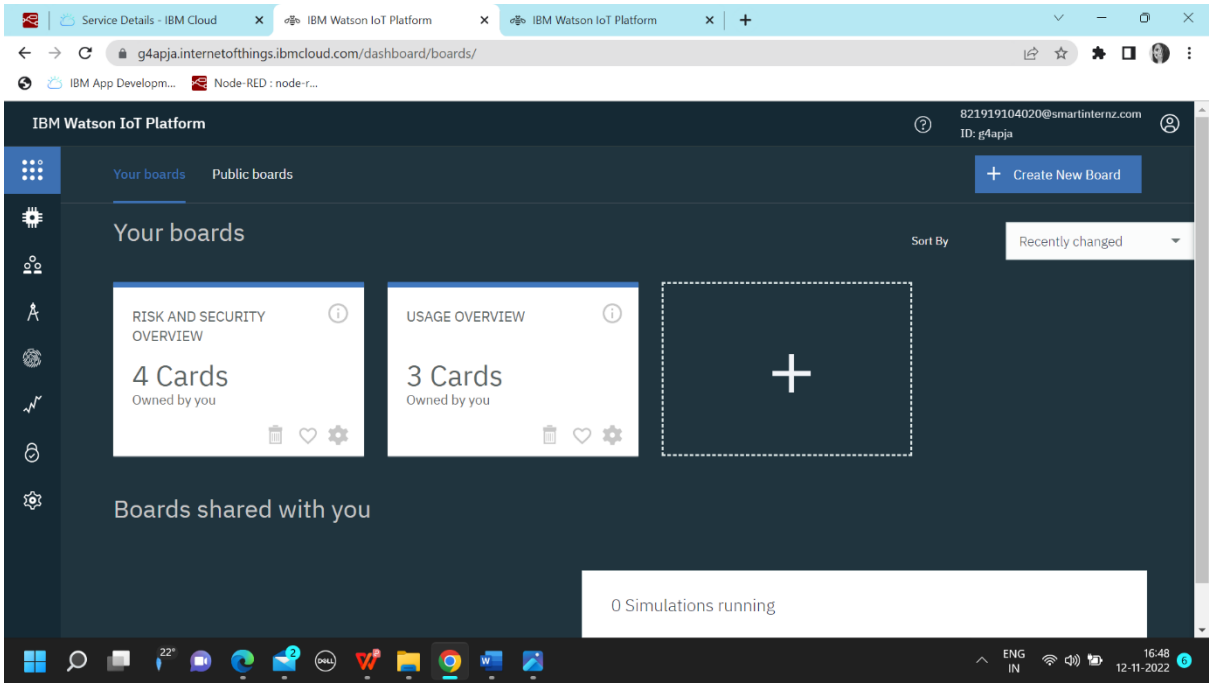 Service Details - IBM Cloud
IBM Watson IoT Platform
IBM Watson IoT Platform
g4apja.internetofthings.ibmcloud.com/dashboard/boards/
IBM App Developm...
Node-RED : node-r...
IBM Watson IoT Platform
821919104020@smartinternz.com
ID: g4apja
Your boards
Public boards
Create New Board
Your boards
Sort By
Recently changed
RISK AND SECURITY
OVERVIEW
4 Cards
Owned by you
USAGE OVERVIEW
3 Cards
Owned by you
Boards shared with you
0 Simulations running
22°
2
DELL
ENG
IN
16:48
12-11-2022
6